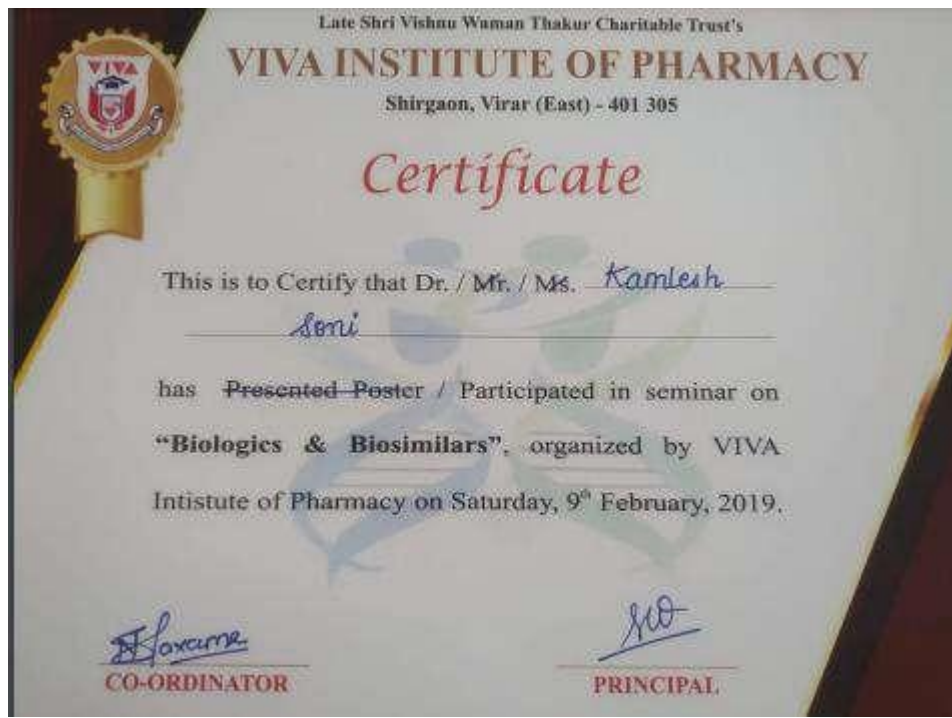 Late Shri Vishnu Waman Thakur Charitable Trust's
VIVA INSTITUTE OF PHARMACY
Shirgaon, Virar (East) - 401 305
VIVA
Certificate
This is to Certify that Dr. / Mr. / Ms. Kamlesh
Soni
has Presented Poster / Participated in seminar on
“Biologics & Biosimilars”, organized by VIVA
Intistute of Pharmacy on Saturday, 9th February, 2019.
CO-ORDINATOR
PRINCIPAL